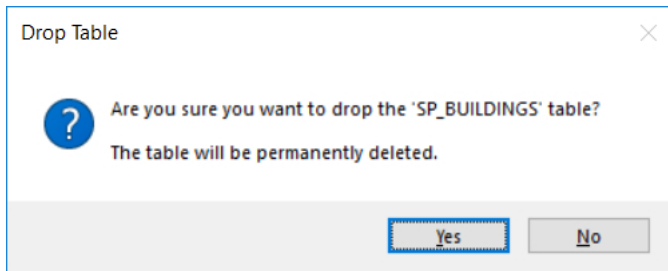 Drop Table
Are you sure you want to drop the 'SP_BUILDINGS' table?
The table will be permanently deleted.
Yes
No